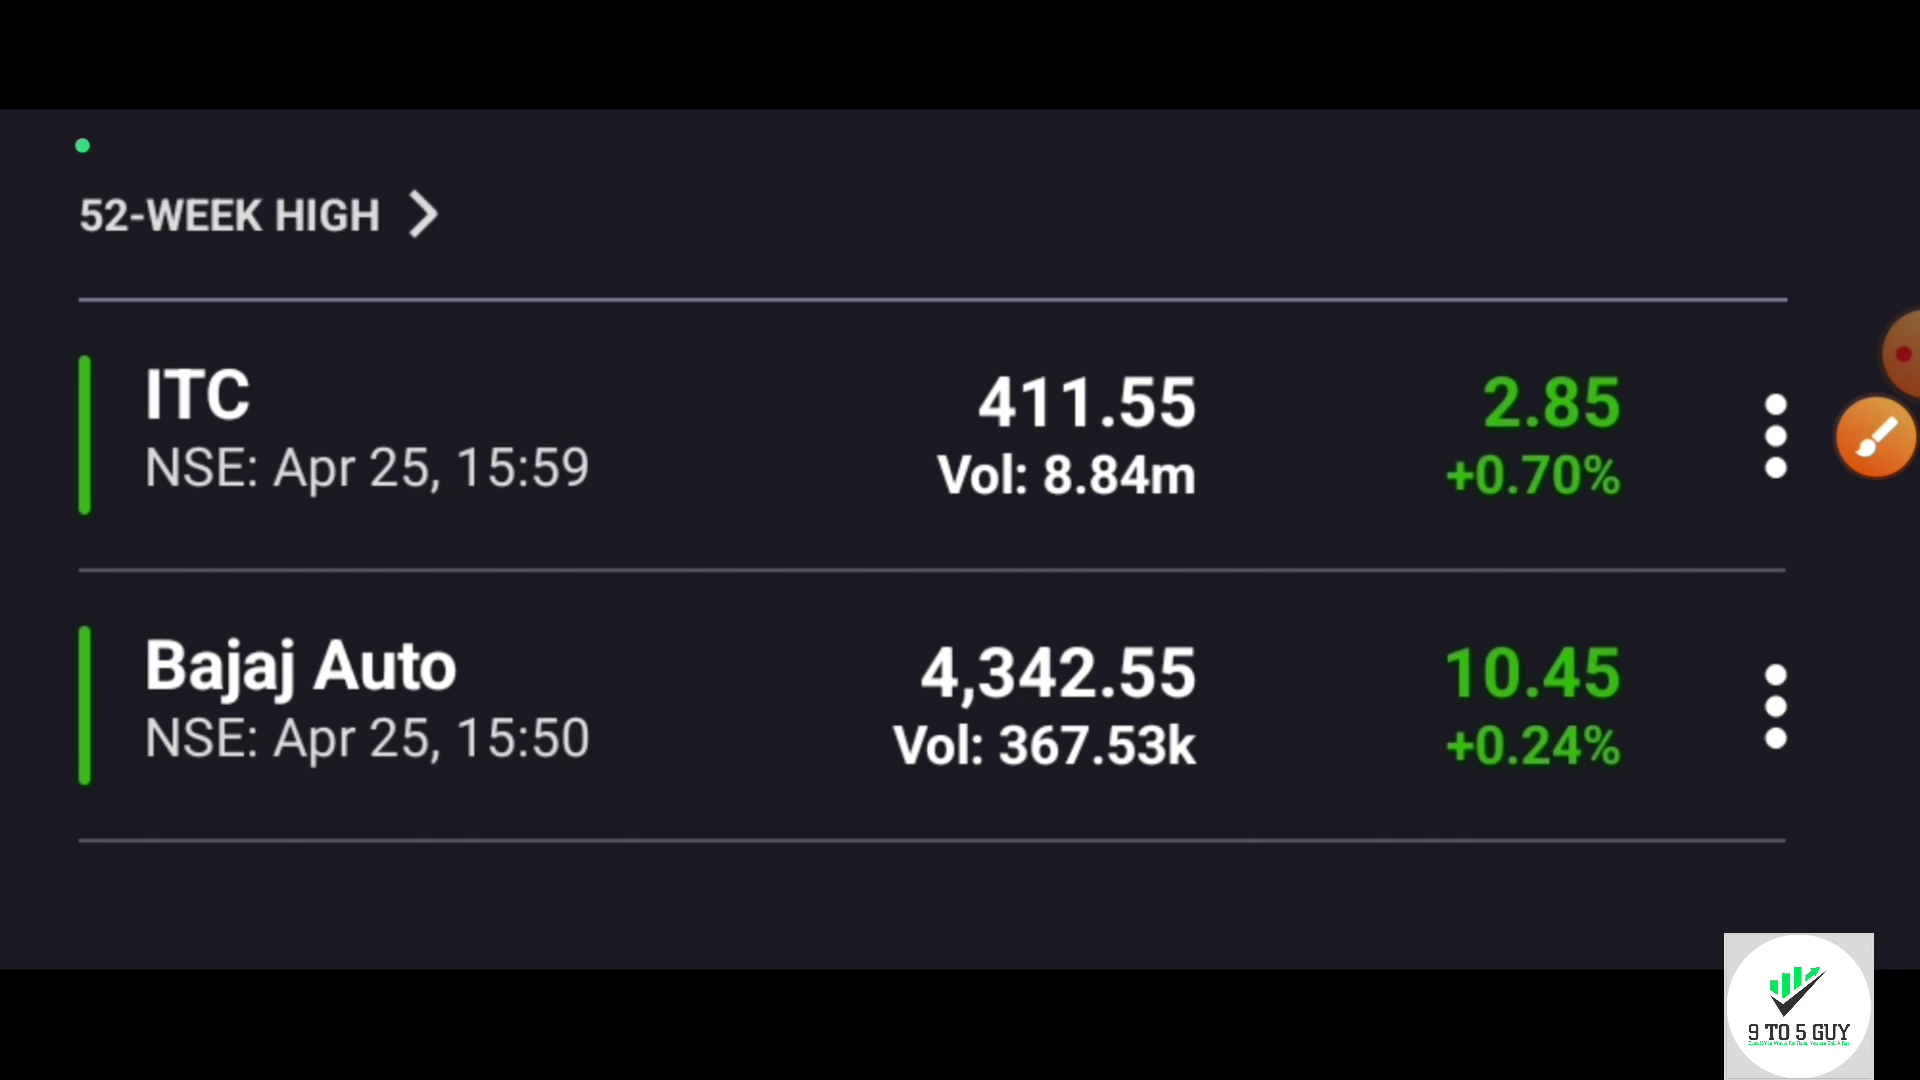 52-WEEK HIGH
ITC
411.55
2.85
NSE: Apr 25, 15:59
Vol: 8.84m
+0.70%
Bajaj Auto
4,342.55
10.45
NSE: Apr 25, 15:50
Vol: 367.53k
+0.24%
9 TO 5 GUY